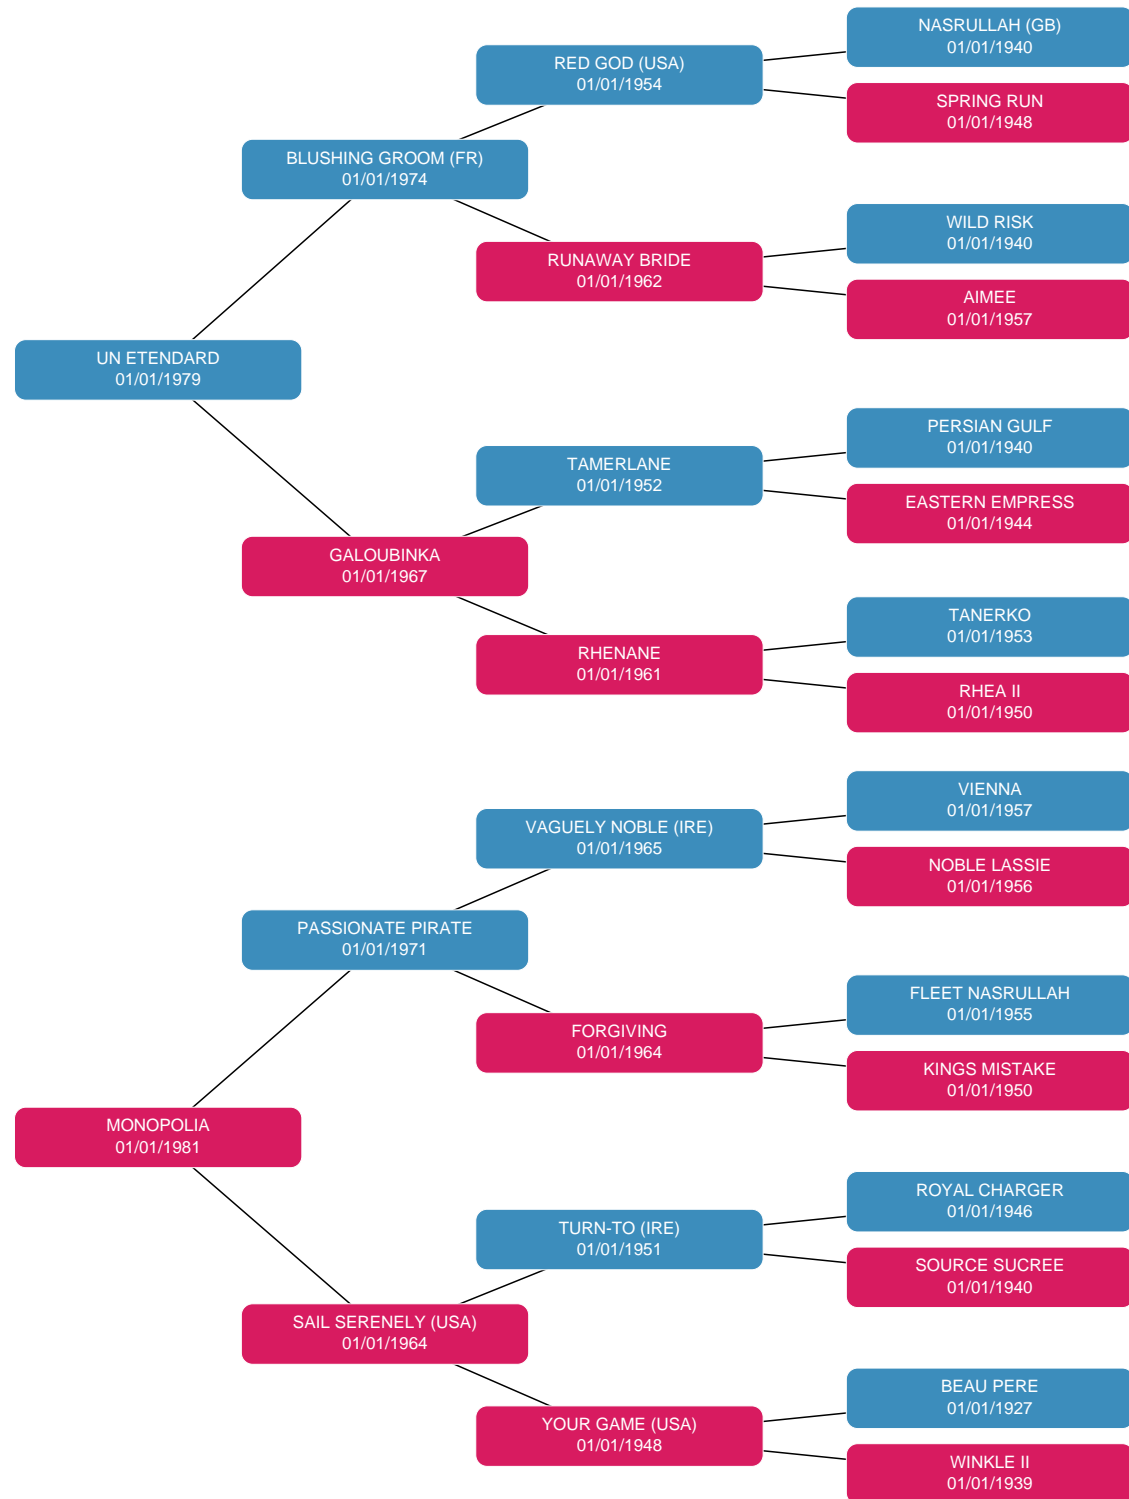 NASRULLAH (GB)
01/01/1940
RED GOD (USA)
01/01/1954
SPRING RUN
01/01/1948
BLUSHING GROOM (FR)
01/01/1974
WILD RISK
01/01/1940
RUNAWAY BRIDE
01/01/1962
AIMEE
01/01/1957
UN ETENDARD
01/01/1979
PERSIAN GULF
01/01/1940
TAMERLANE
01/01/1952
EASTERN EMPRESS
01/01/1944
GALOUBINKA
01/01/1967
TANERKO
01/01/1953
RHENANE
01/01/1961
RHEA II
01/01/1950
VIENNA
01/01/1957
VAGUELY NOBLE (IRE)
01/01/1965
NOBLE LASSIE
01/01/1956
PASSIONATE PIRATE
01/01/1971
FLEET NASRULLAH
01/01/1955
FORGIVING
01/01/1964
KINGS MISTAKE
01/01/1950
MONOPOLIA
01/01/1981
ROYAL CHARGER
01/01/1946
TURN-TO (IRE)
01/01/1951
SOURCE SUCREE
01/01/1940
SAIL SERENELY (USA)
01/01/1964
BEAU PERE
01/01/1927
YOUR GAME (USA)
01/01/1948
WINKLE II
01/01/1939